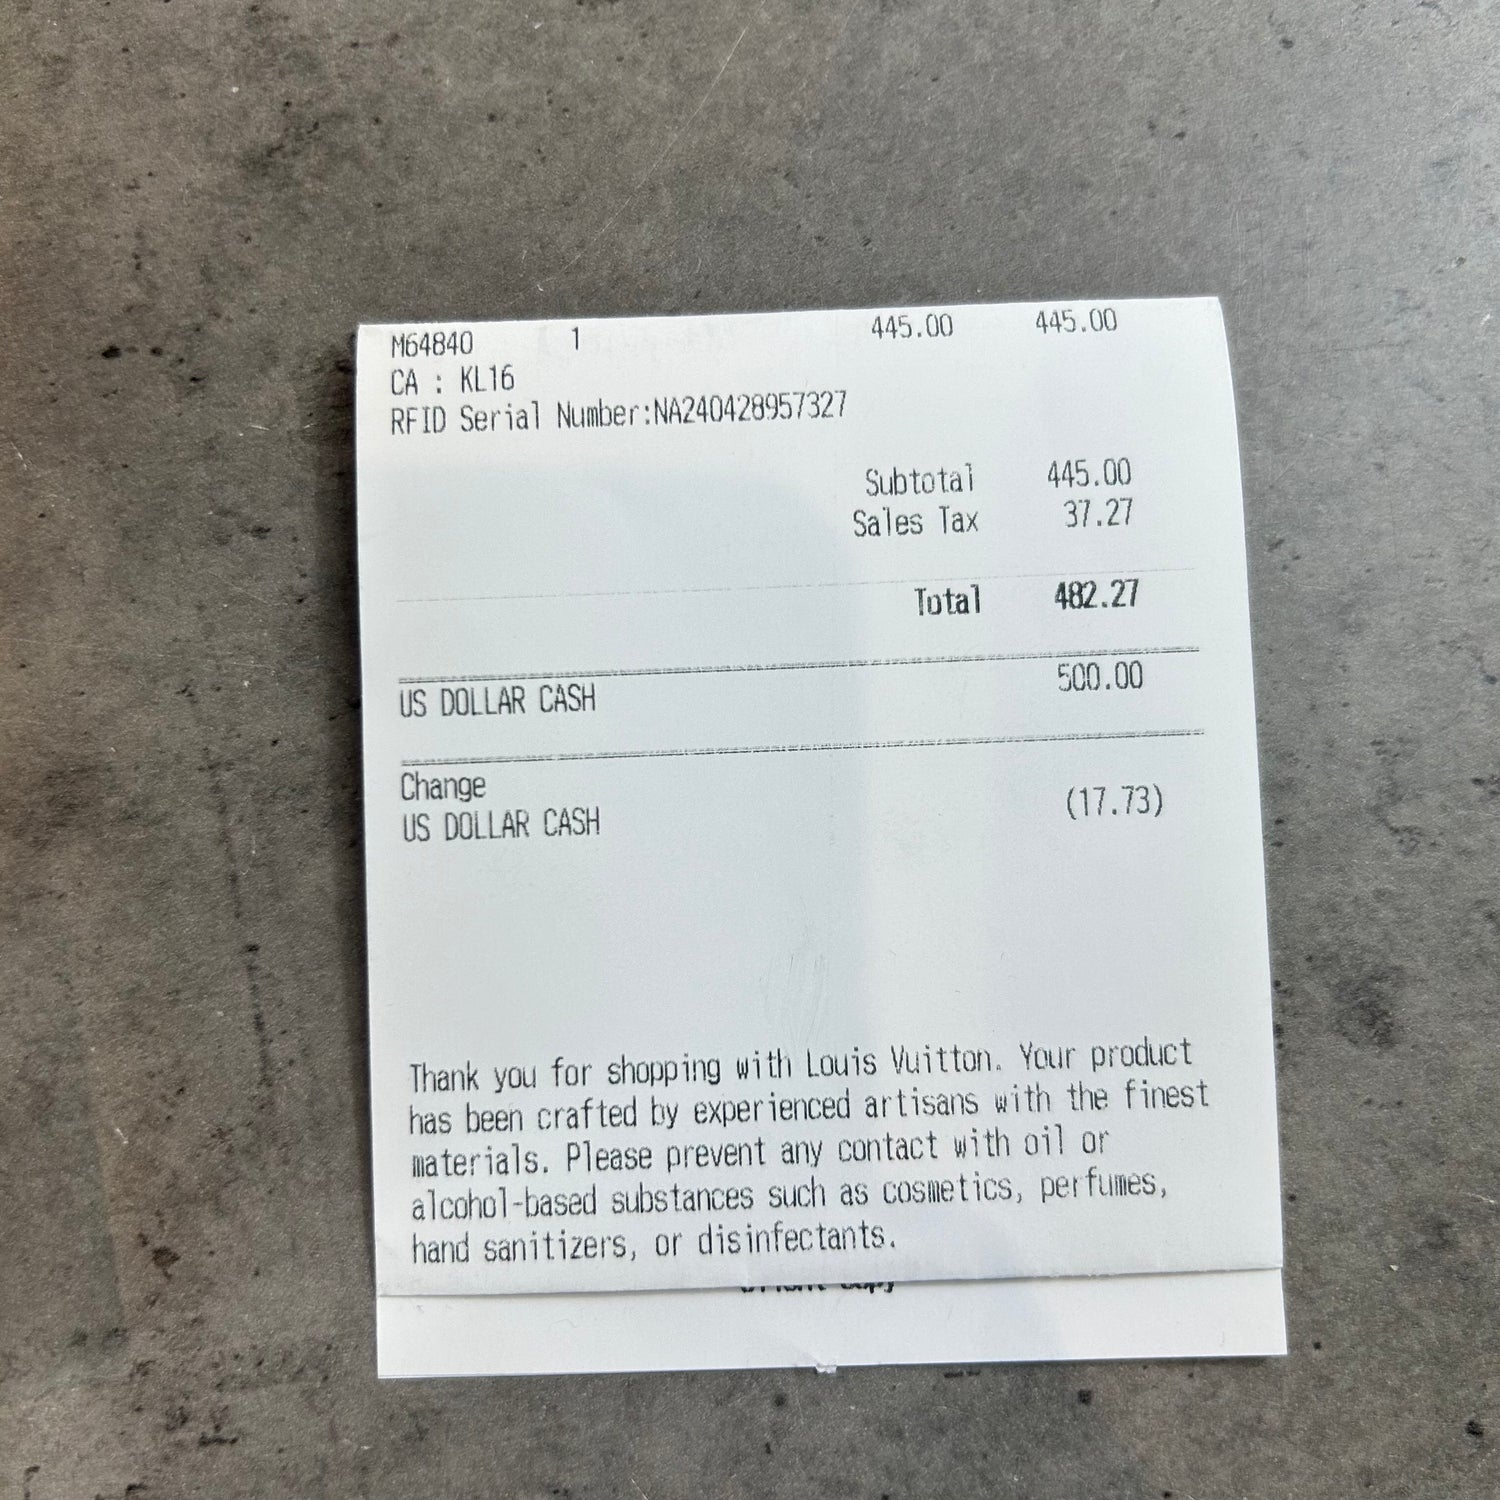 M64840 1 445.00 445.00
CA : KL16
RFID Serial Number:NA240428957327
Subtotal 445.00
Sales Tax 37.27
Total 482.27
US DOLLAR CASH 500.00
Change
US DOLLAR CASH (17.73)
Thank you for shopping with Louis Vuitton. Your product
has been crafted by experienced artisans with the finest
materials. Please prevent any contact with oil or
alcohol-based substances such as cosmetics, perfumes,
hand sanitizers, or disinfectants.
Copy